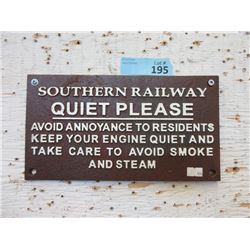 Lot #
195
SOUTHERN RAILWAY
QUIET PLEASE
AVOID ANNOYANCE TO RESIDENTS
KEEP YOUR ENGINE QUIET AND
TAKE CARE TO AVOID SMOKE
AND STEAM